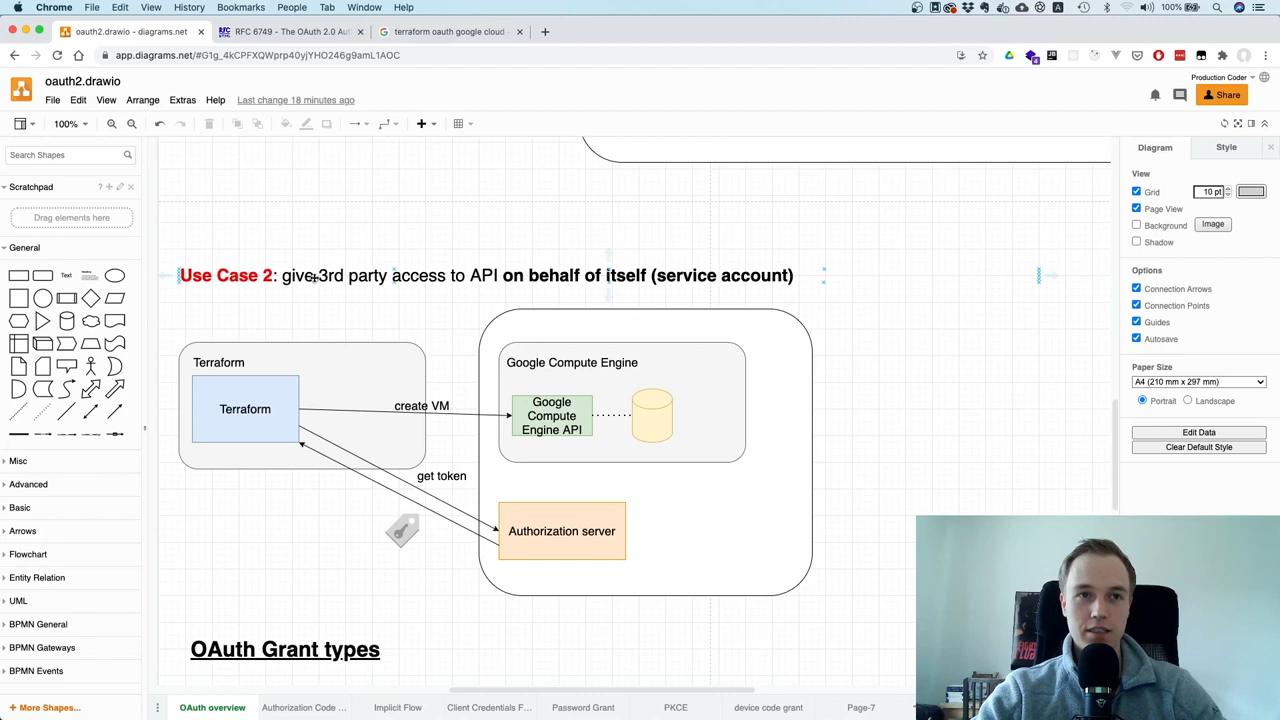 Chrome File Edit View History Bookmarks People Tab Window Help 100%
oauth2.drawio - diagrams.net
RFC 6749 - The OAuth 2.0 Aut
terraform oauth google cloud -
app.diagrams.net/#G1g_4kCPFXQWprp40yjYHO246g9amL1AOC
oauth2.drawio
Production Coder
File Edit View Arrange Extras Help Last change 18 minutes ago
Share
100%
Search Shapes
Scratchpad
Drag elements here
General
Text
Misc
Advanced
Basic
Arrows
Flowchart
Entity Relation
UML
BPMN General
BPMN Gateways
BPMN Events
+ More Shapes...
Use Case 2: give 3rd party access to API on behalf of itself (service account)
Terraform
Terraform
create VM
get token
Google Compute Engine
Google
Compute
Engine API
Authorization server
OAuth Grant types
Diagram Style
View
Grid 10 pt
Page View
Background Image
Shadow
Options
Connection Arrows
Connection Points
Guides
Autosave
Paper Size
A4 (210 mm x 297 mm)
Portrait Landscape
Edit Data
Clear Default Style
OAuth overview Authorization Code ... Implicit Flow Client Credentials F... Password Grant PKCE device code grant Page-7